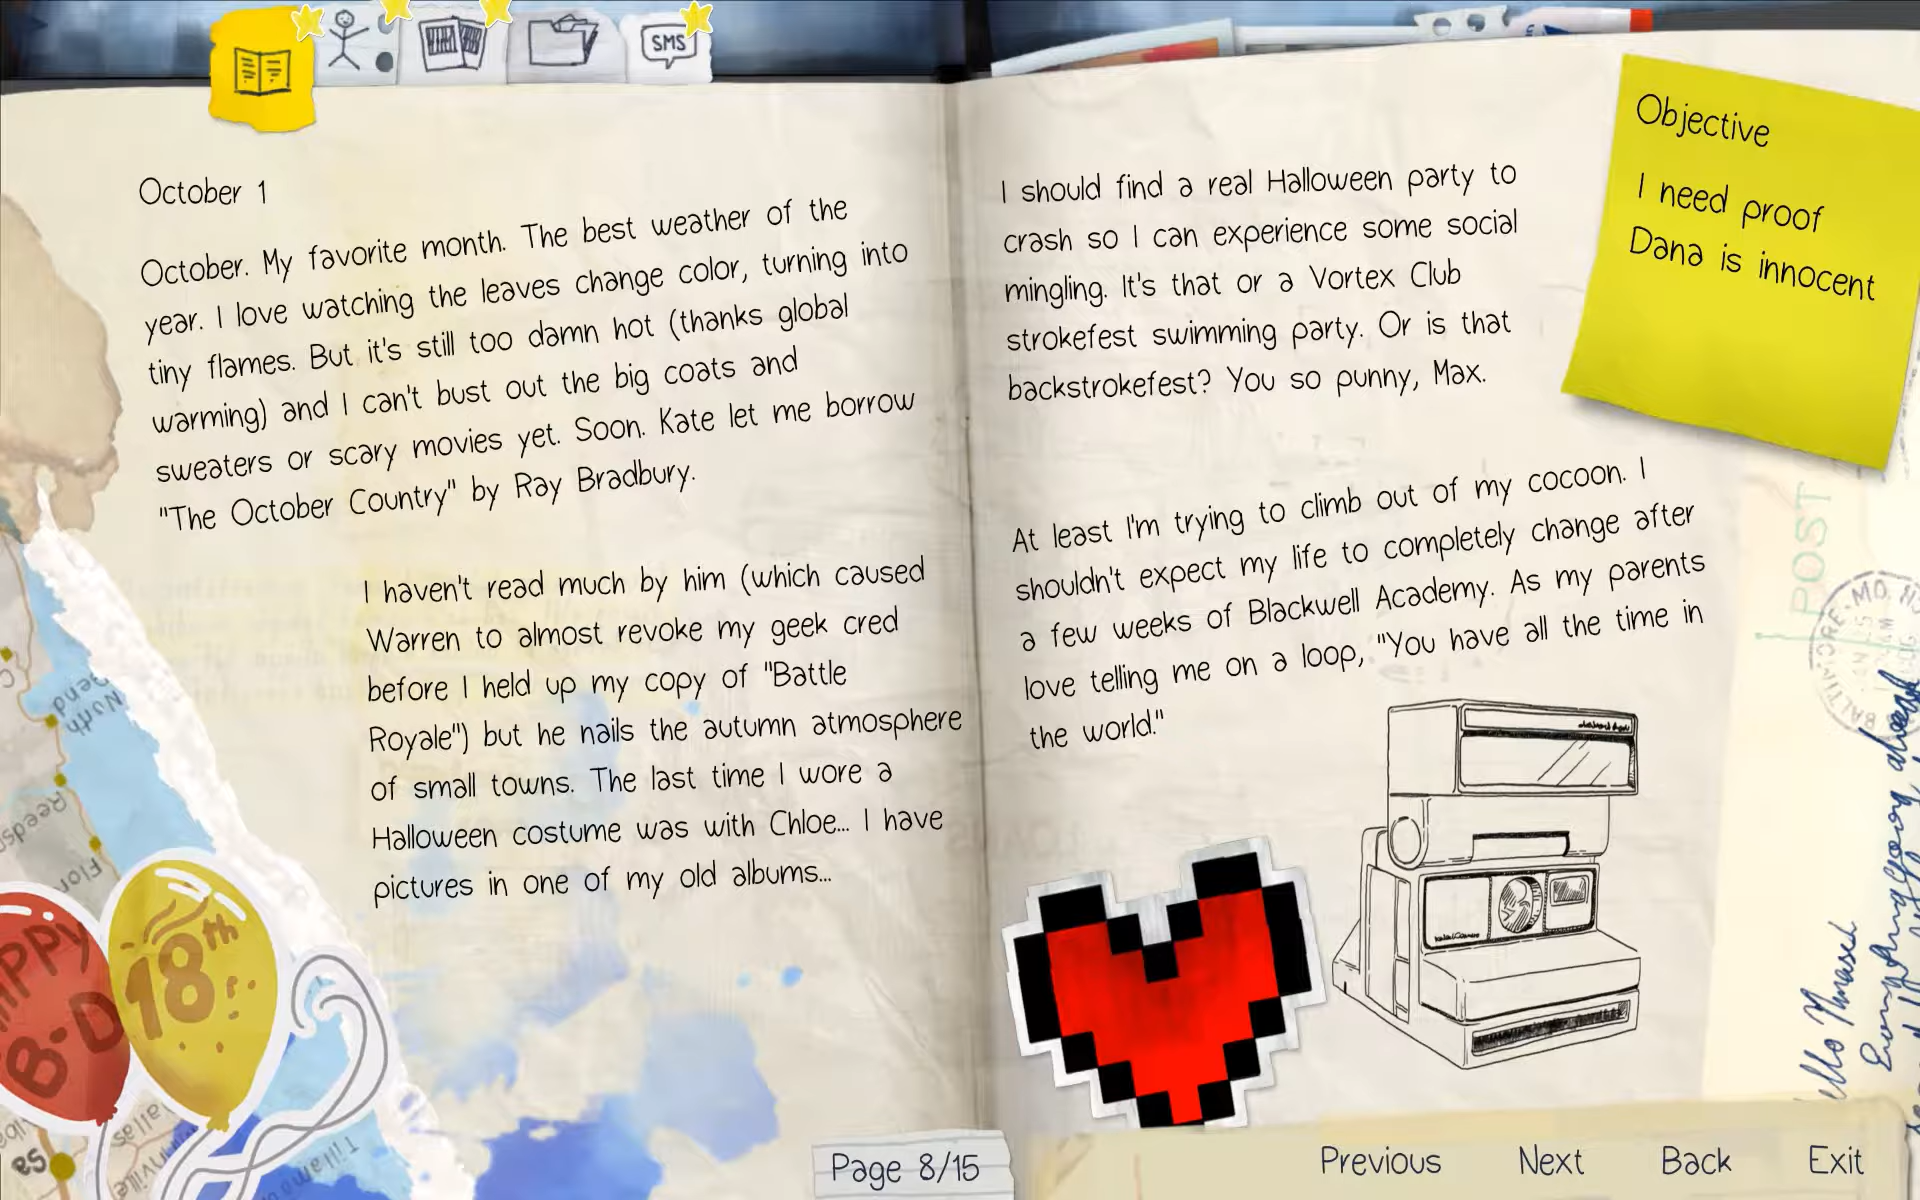 SMS
October 1
October. My favorite month. The best weather of the
year. I love watching the leaves change color, turning into
tiny flames. But it's still too damn hot (thanks global
warming) and I can't bust out the big coats and
sweaters or scary movies yet. Soon. Kate let me borrow
"The October Country" by Ray Bradbury.
I haven't read much by him (which caused
Warren to almost revoke my geek cred
before I held up my copy of "Battle
Royale") but he nails the autumn atmosphere
of small towns. The last time I wore a
Halloween costume was with Chloe... I have
pictures in one of my old albums...
I should find a real Halloween party to
crash so I can experience some social
mingling. It's that or a Vortex Club
strokefest swimming party. Or is that
backstrokefest? You so punny, Max.
At least I'm trying to climb out of my cocoon. I
shouldn't expect my life to completely change after
a few weeks of Blackwell Academy. As my parents
love telling me on a loop, "You have all the time in
the world."
Objective
I need proof
Dana is innocent
POST
North
18th
B-D
Page 8/15
Previous Next Back Exit